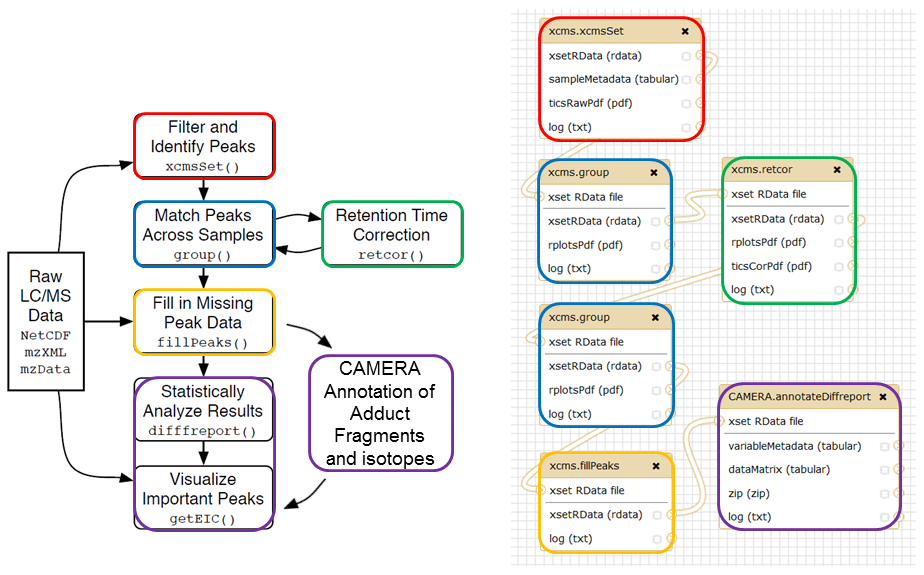 Filter and
Identify Peaks
xcmsSet()
Match Peaks
Across Samples
group()
Retention Time
Correction
retcor()
Raw
LC/MS
Data
NetCDF
mzXML
mzData
Fill in Missing
Peak Data
fillPeaks()
Statistically
Analyze Results
difffreport()
Visualize
Important Peaks
getEIC()
CAMERA
Annotation of
Adduct
Fragments
and isotopes
xcms.xcmsSet ×
xsetRData (rdata)
sampleMetadata (tabular)
ticsRawPdf (pdf)
log (txt)
xcms.group ×
xset RData file
xsetRData (rdata)
rplotsPdf (pdf)
log (txt)
xcms.retcor ×
xset RData file
xsetRData (rdata)
rplotsPdf (pdf)
ticsCorPdf (pdf)
log (txt)
xcms.group ×
xset RData file
xsetRData (rdata)
rplotsPdf (pdf)
log (txt)
xcms.fillPeaks ×
xset RData file
xsetRData (rdata)
log (txt)
CAMERA.annotateDiffreport ×
xset RData file
variableMetadata (tabular)
dataMatrix (tabular)
zip (zip)
log (txt)